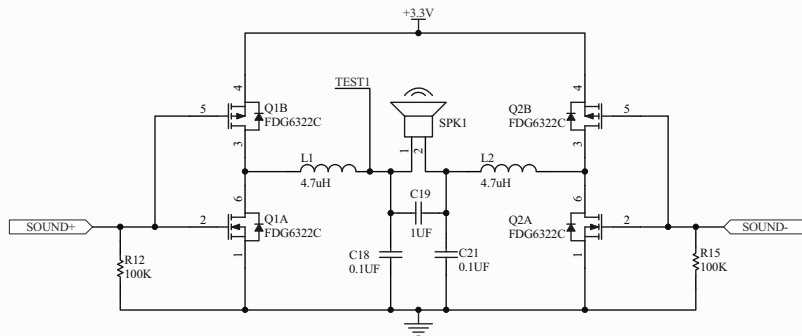 +3.3V
TEST1
4
Q1B
FDG6322C
5
3
SPK1
1
2
4
Q2B
FDG6322C
5
3
L1
4.7uH
L2
4.7uH
C19
1UF
6
Q1A
FDG6322C
2
1
6
Q2A
FDG6322C
2
1
SOUND+
SOUND-
R12
100K
C18
0.1UF
C21
0.1UF
R15
100K